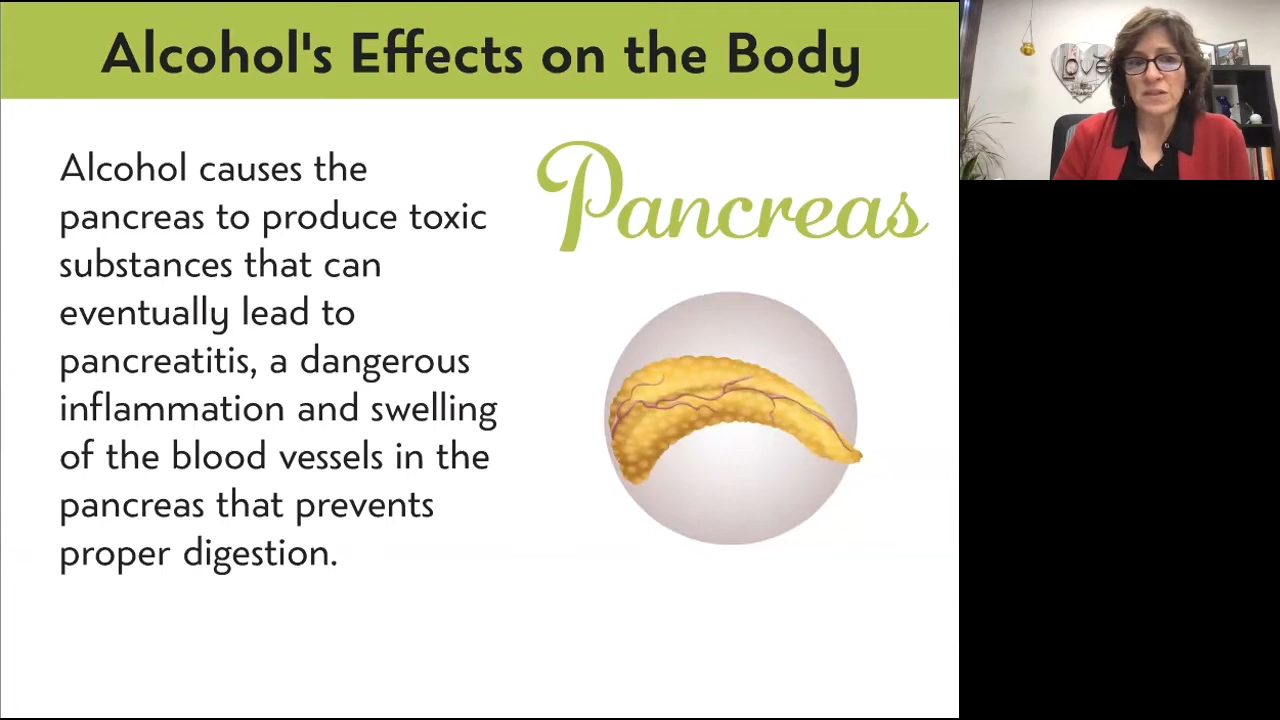 Alcohol's Effects on the Body
Alcohol causes the
pancreas to produce toxic
substances that can
eventually lead to
pancreatitis, a dangerous
inflammation and swelling
of the blood vessels in the
pancreas that prevents
proper digestion.
Pancreas
love